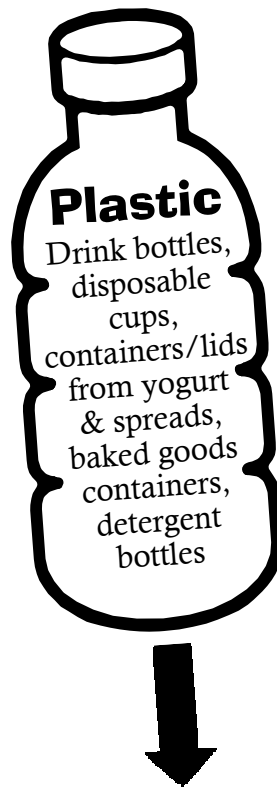 Plastic
Drink bottles,
disposable
cups,
containers/lids
from yogurt
& spreads,
baked goods
containers,
detergent
bottles